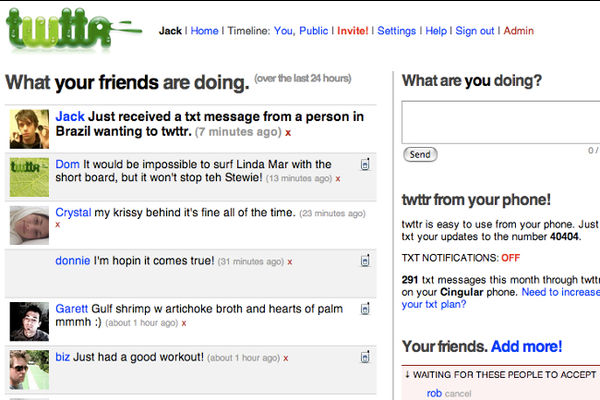 twttr
Jack | Home | Timeline: You, Public | Invite! | Settings | Help | Sign out | Admin
What your friends are doing. (over the last 24 hours)
Jack Just received a txt message from a person in
Brazil wanting to twttr. (7 minutes ago) x
twttr
Dom It would be impossible to surf Linda Mar with the
short board, but it won't stop teh Stewie! (13 minutes ago) x
Crystal my krissy behind it's fine all of the time. (23 minutes ago)
x
donnie I'm hopin it comes true! (31 minutes ago) x
Garett Gulf shrimp w artichoke broth and hearts of palm
mmmh :) (about 1 hour ago) x
biz Just had a good workout! (about 1 hour ago) x
What are you doing?
Send
0 /
twttr from your phone!
twttr is easy to use from your phone. Just
txt your updates to the number 40404.
TXT NOTIFICATIONS: OFF
291 txt messages this month through twttr
on your Cingular phone. Need to increase
your txt plan?
Your friends. Add more!
↓ WAITING FOR THESE PEOPLE TO ACCEPT
rob cancel